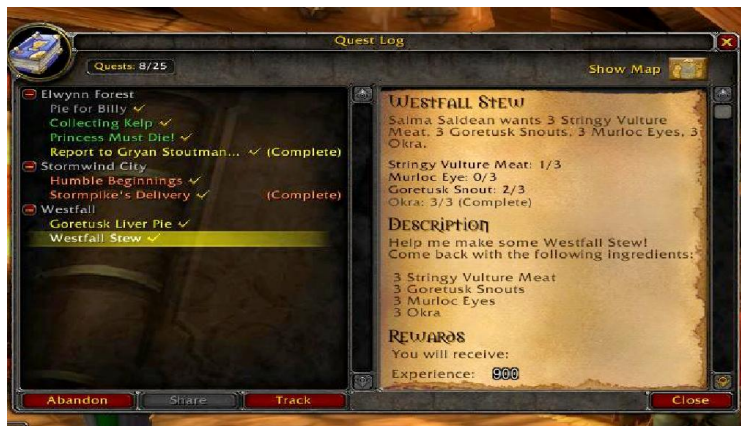 Quest Log
Quests: 8/25
Show Map
Elwynn Forest
Pie for Billy
Collecting Kelp
Princess Must Die!
Report to Gryan Stoutman... (Complete)
Stormwind City
Humble Beginnings
Stormpike's Delivery (Complete)
Westfall
Goretusk Liver Pie
Westfall Stew
Westfall Stew
Salma Saldean wants 3 Stringy Vulture
Meat, 3 Goretusk Snouts, 3 Murloc Eyes, 3
Okra.
Stringy Vulture Meat: 1/3
Murloc Eye: 0/3
Goretusk Snout: 2/3
Okra: 3/3 (Complete)
Description
Help me make some Westfall Stew!
Come back with the following ingredients:
3 Stringy Vulture Meat
3 Goretusk Snouts
3 Murloc Eyes
3 Okra
Rewards
You will receive:
Experience: 900
Abandon
Share
Track
Close